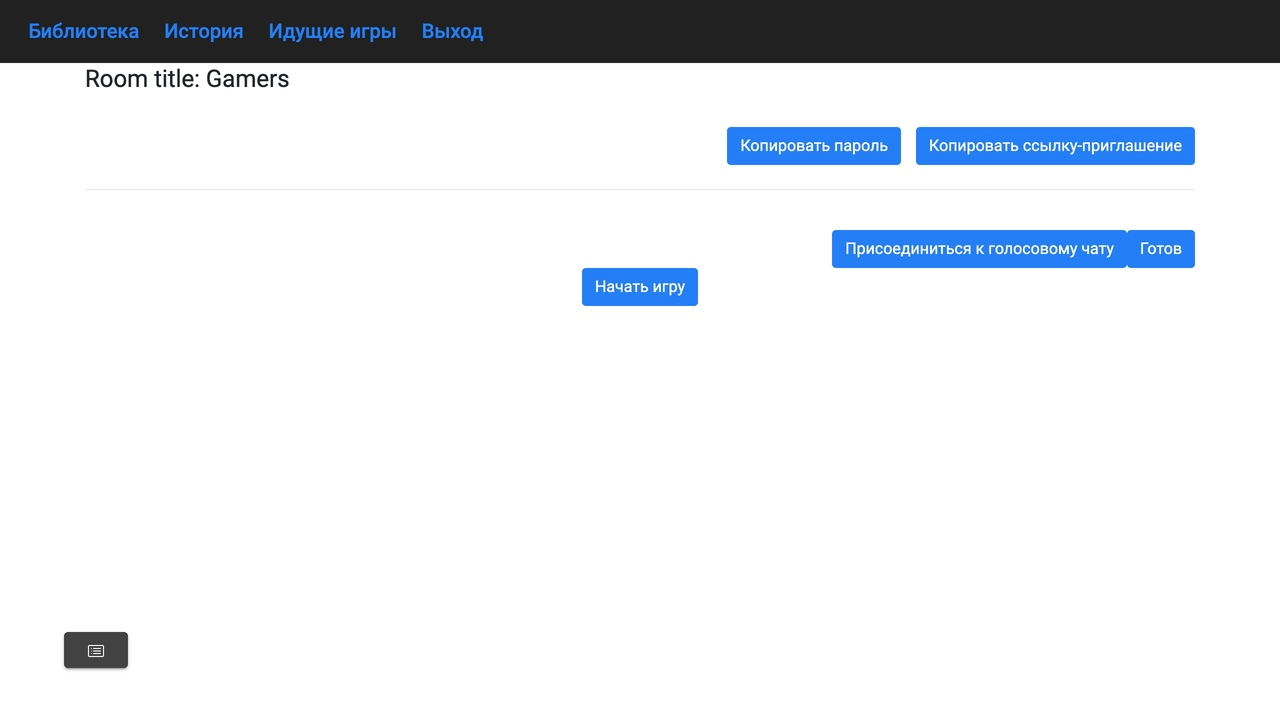 Библиотека История Идущие игры Выход
Room title: Gamers
Копировать пароль Копировать ссылку-приглашение
Присоединиться к голосовому чату Готов
Начать игру